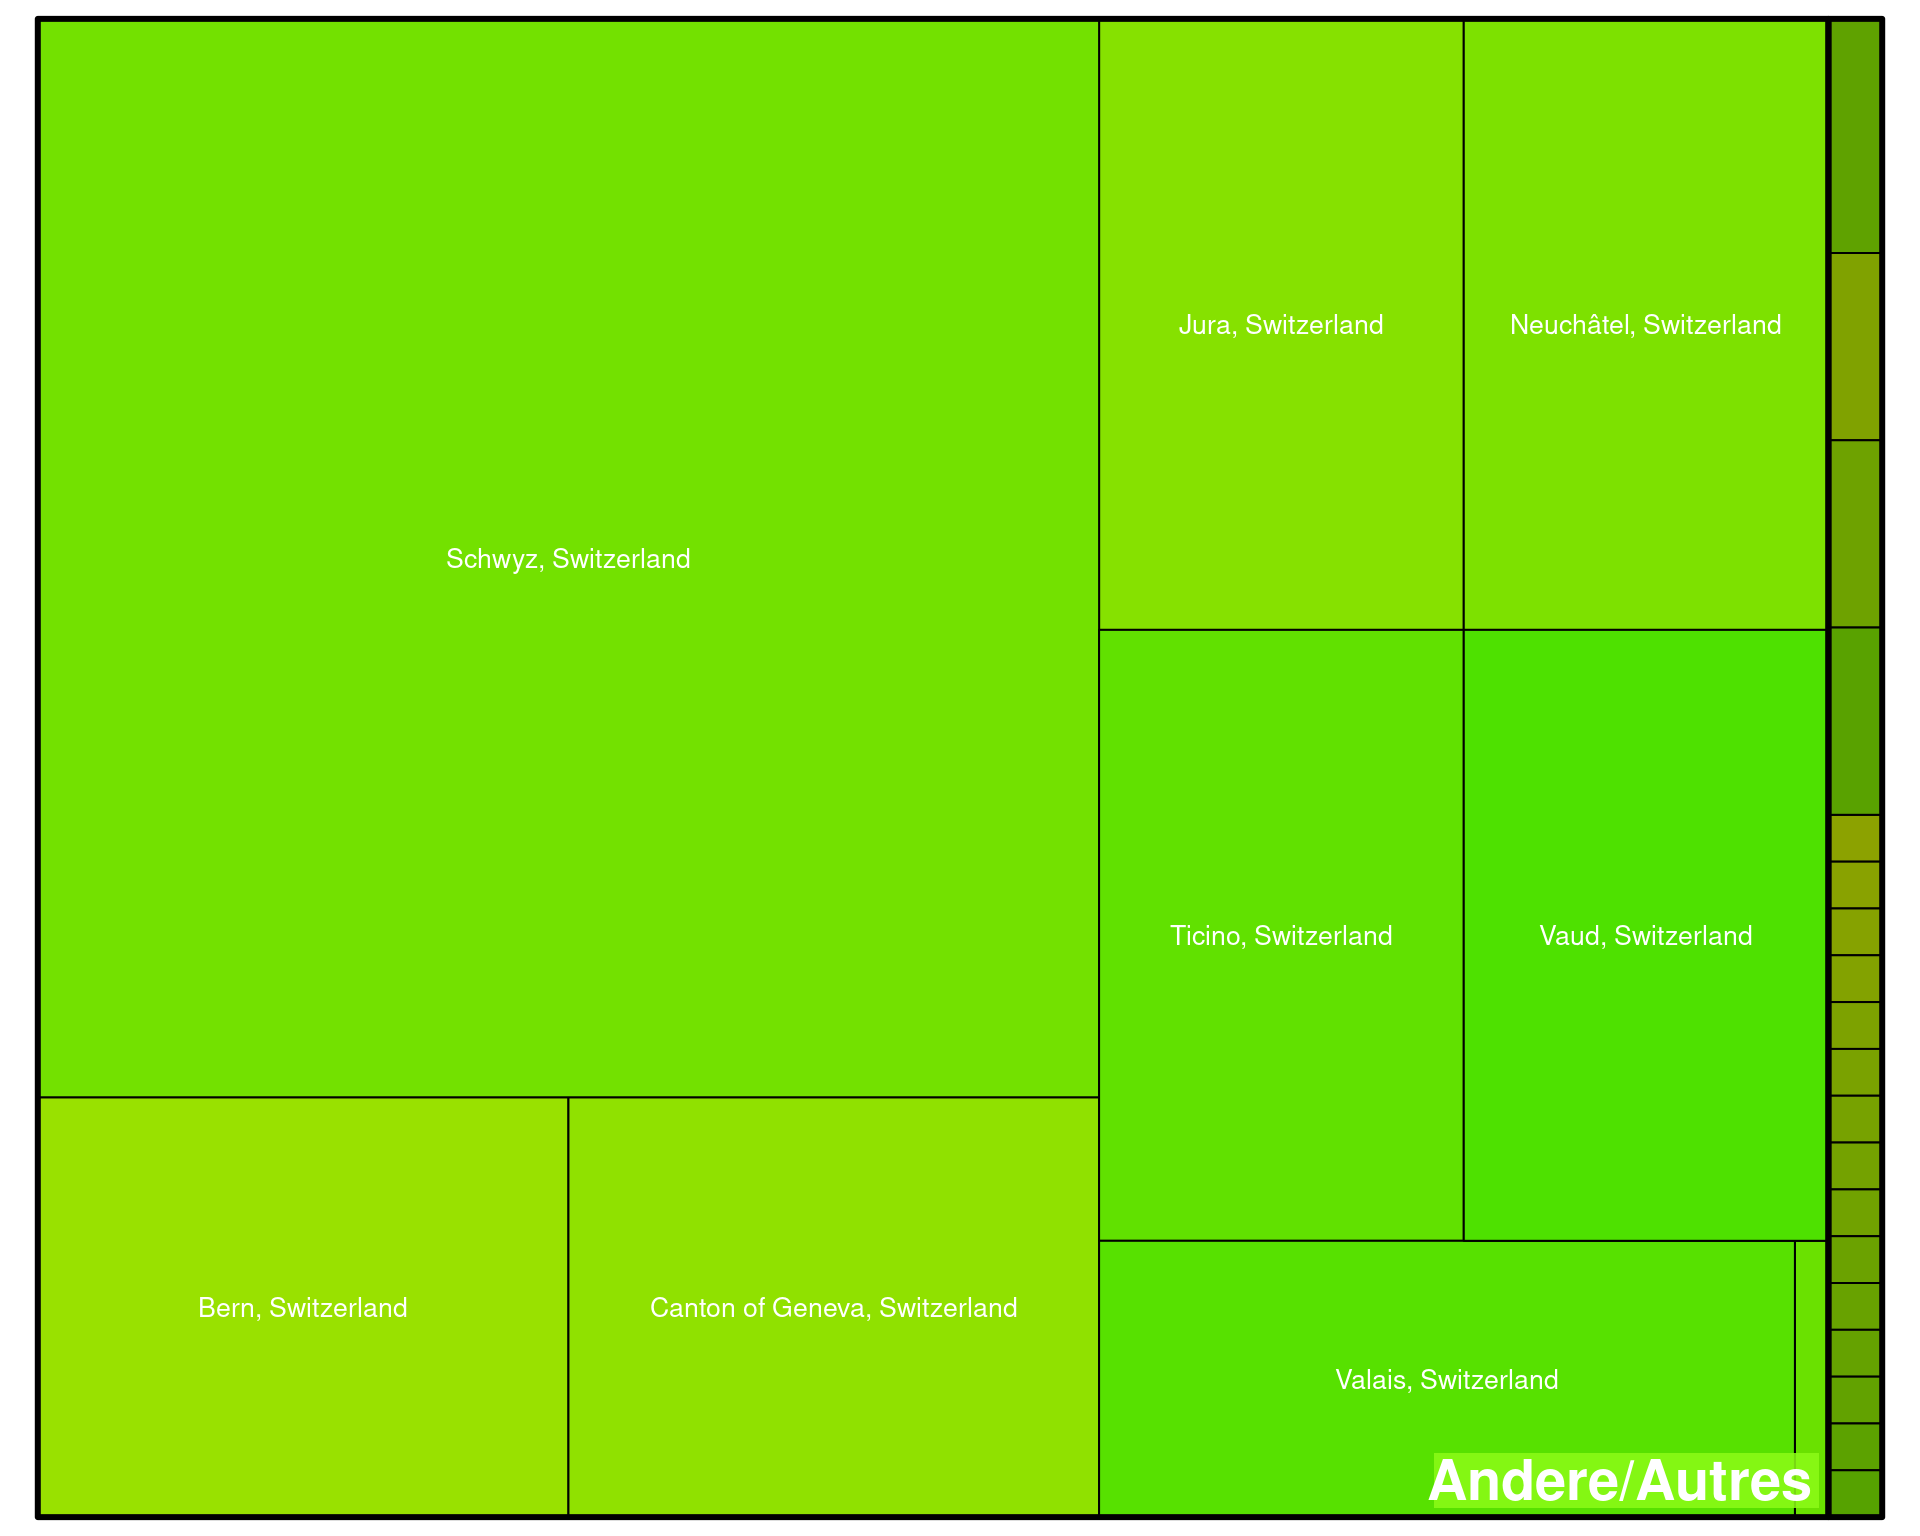 Jura, Switzerland
Neuchâtel, Switzerland
Schwyz, Switzerland
Ticino, Switzerland
Vaud, Switzerland
Bern, Switzerland
Canton of Geneva, Switzerland
Valais, Switzerland
Andere/Autres